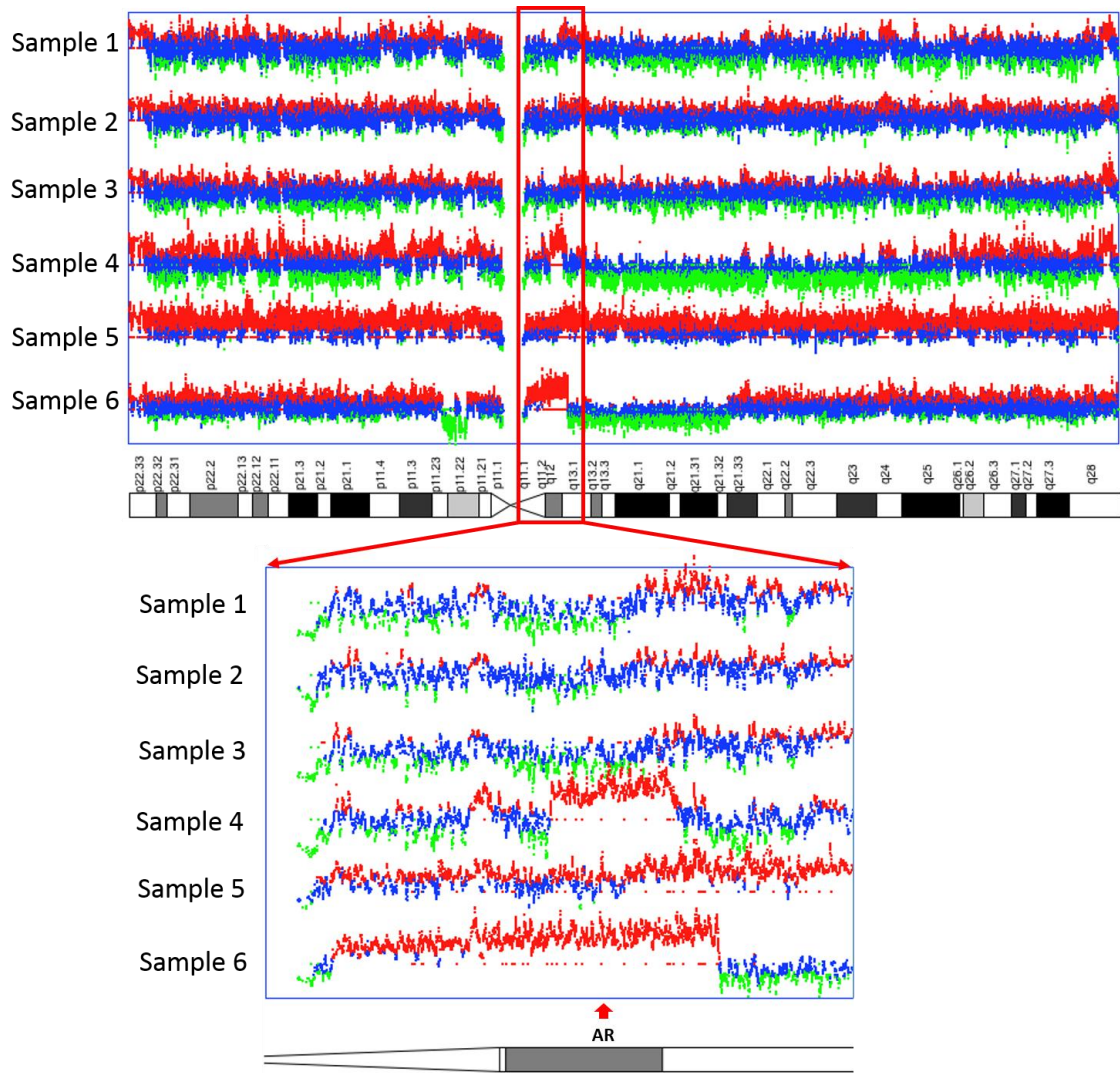 Sample 1
Sample 2
Sample 3
Sample 4
Sample 5
Sample 6
p22.33
p22.32
p22.31
p22.2
p22.13
p22.12
p22.11
p21.3
p21.2
p21.1
p11.4
p11.3
p11.23
p11.22
p11.21
p11.1
q11.1
q11.2
q12
q13.1
q13.2
q13.3
q21.1
q21.2
q21.31
q21.32
q21.33
q22.1
q22.2
q22.3
q23
q24
q25
q26.1
q26.2
q26.3
q27.1
q27.2
q27.3
q28
Sample 1
Sample 2
Sample 3
Sample 4
Sample 5
Sample 6
AR